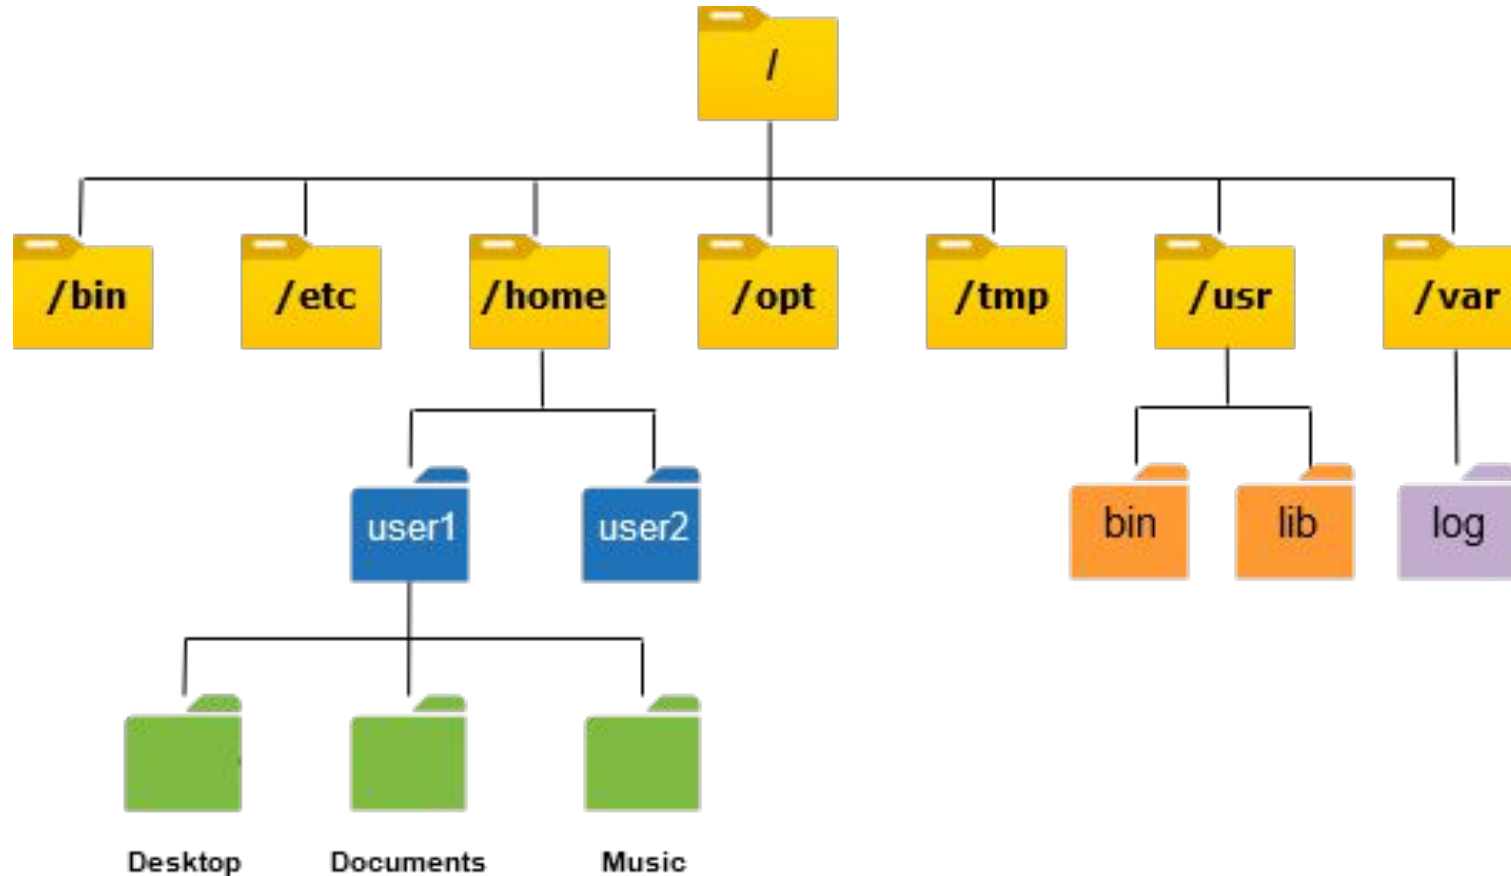 /
/bin
/etc
/home
/opt
/tmp
/usr
/var
user1
user2
bin
lib
log
Desktop
Documents
Music